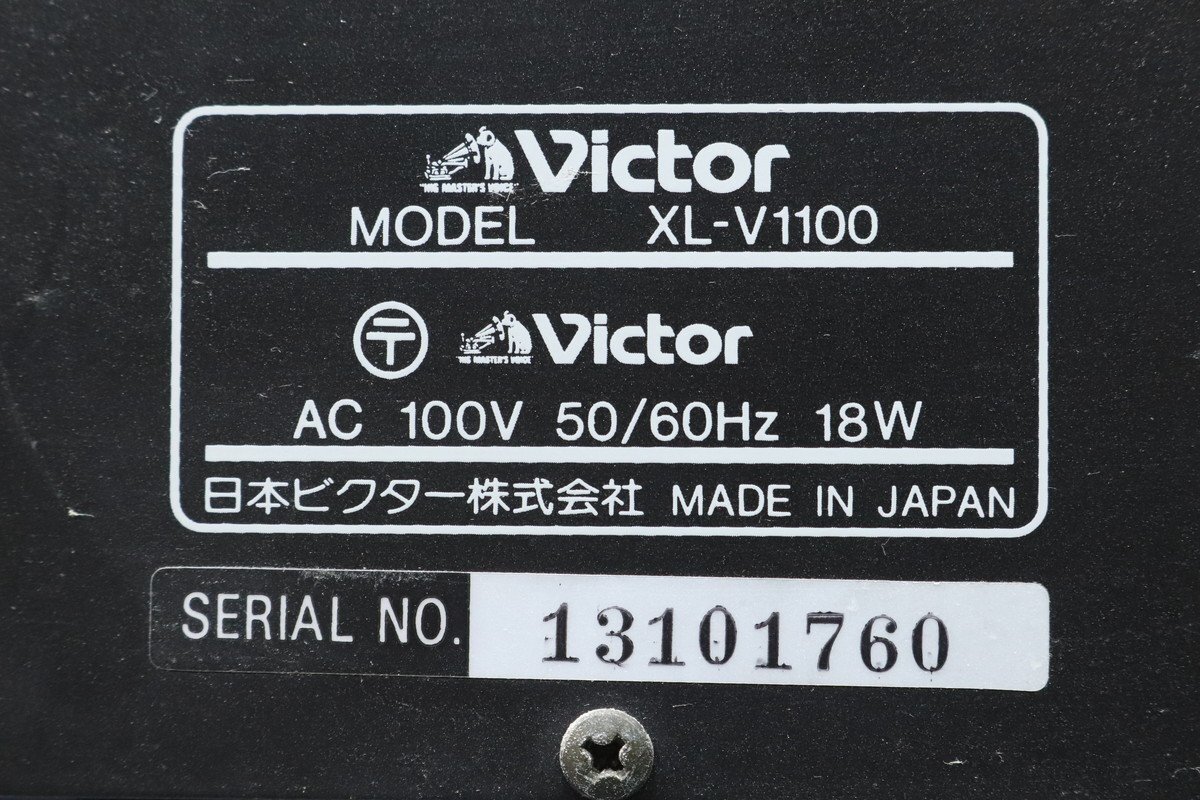 Victor
"HIS MASTER'S VOICE"
MODEL XL-V1100
〒 Victor
"HIS MASTER'S VOICE"
AC 100V 50/60Hz 18W
日本ビクター株式会社 MADE IN JAPAN
SERIAL NO. 13101760